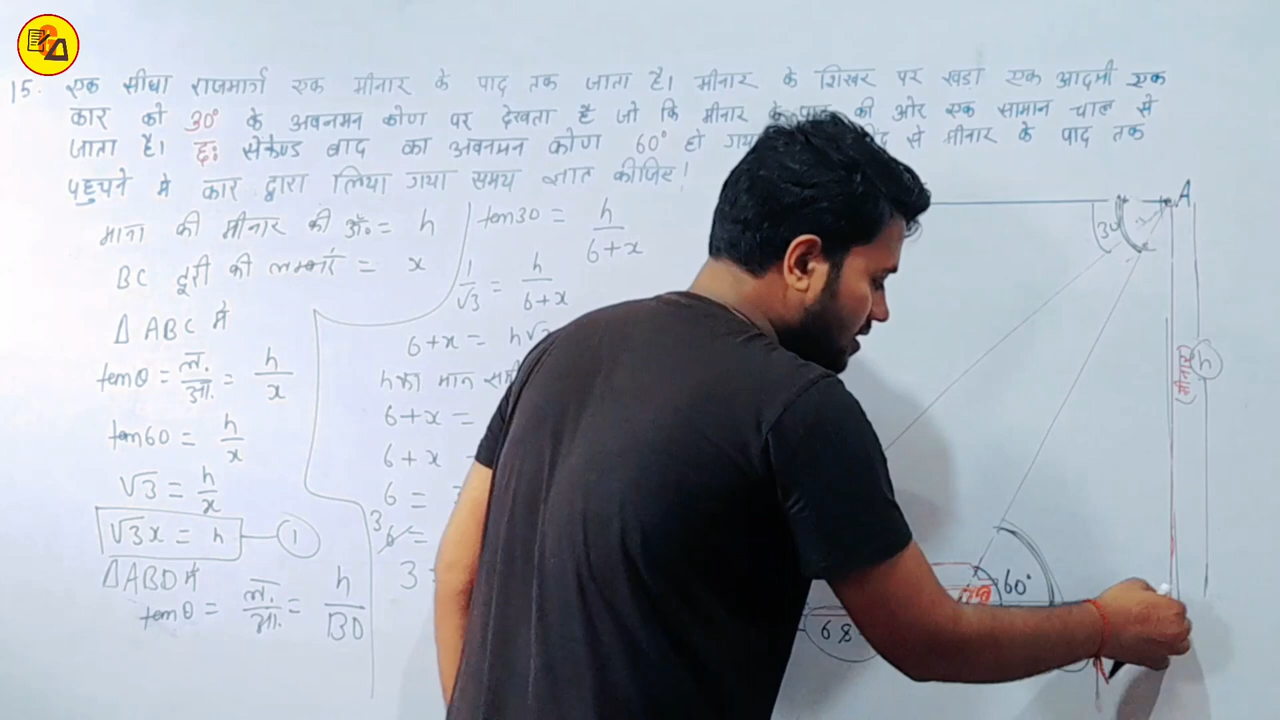 15. एक सीधा राजमार्ग एक मीनार के पाद तक जाता है। मीनार के शिखर पर खड़ा एक आदमी एक
कार को 30° के अवनमन कोण पर देखता है जो कि मीनार के की ओर एक सामान चाल से
जाता है। छः सेकेण्ड बाद का अवनमन कोण 60° हो से मीनार के पाद तक
पहुचने मे कार द्वारा लिया गया समय ज्ञात कीजिए!
माना की मीनार की ऊँ० = h
BC दूरी की लम्बाई = x
Δ ABC में
tanθ = ल./आ. = h/x
tan60 = h/x
√3 = h/x
√3x = h — 1
ΔABD में
tanθ = ल./आ. = h/BD
tan30 = h/6+x
1/√3 = h/6+x
6+x =
h का मान
6+x =
6+x
6 =
3
6 =
3
A
30
h
(मीनार)
60°